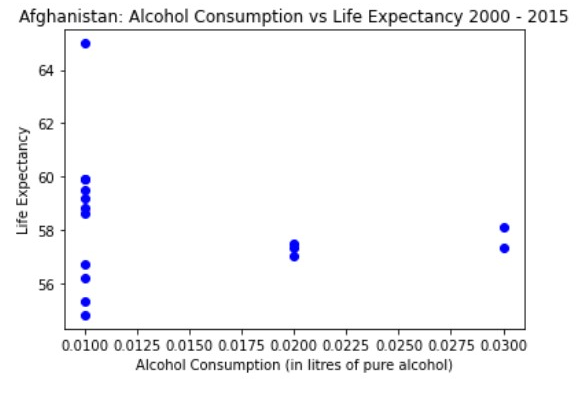 Afghanistan: Alcohol Consumption vs Life Expectancy 2000 - 2015
64
62
60
58
56
Life Expectancy
0.0100 0.0125 0.0150 0.0175 0.0200 0.0225 0.0250 0.0275 0.0300
Alcohol Consumption (in litres of pure alcohol)